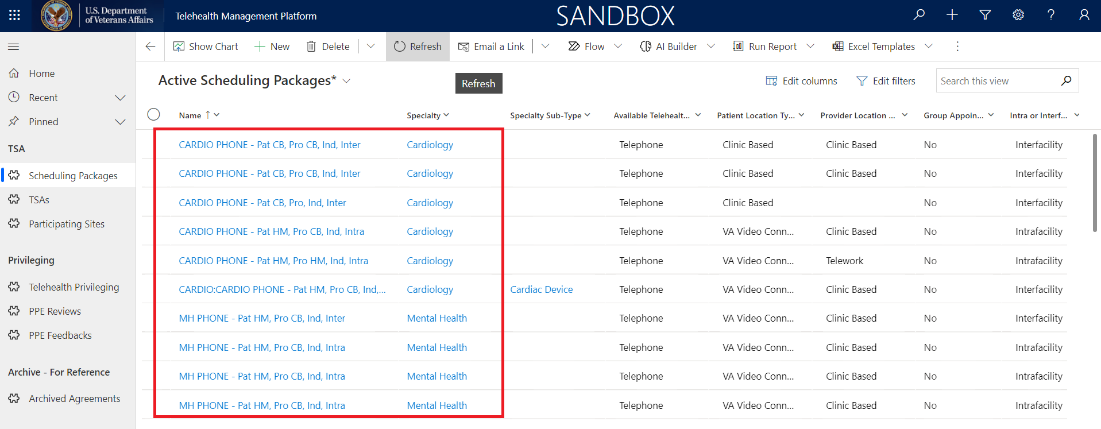 U.S. Department
of Veterans Affairs
Telehealth Management Platform
SANDBOX
Show Chart
New
Delete
Refresh
Email a Link
Flow
AI Builder
Run Report
Excel Templates
Home
Recent
Pinned
TSA
Scheduling Packages
TSAs
Participating Sites
Privileging
Telehealth Privileging
PPE Reviews
PPE Feedbacks
Archive - For Reference
Archived Agreements
Active Scheduling Packages*
Refresh
Edit columns
Edit filters
Search this view
Name ↑ Specialty Specialty Sub-Type Available Telehealt... Patient Location Ty... Provider Location ... Group Appoin... Intra or Interf...
CARDIO PHONE - Pat CB, Pro CB, Ind, Inter Cardiology Telephone Clinic Based Clinic Based No Interfacility
CARDIO PHONE - Pat CB, Pro CB, Ind, Inter Cardiology Telephone Clinic Based Clinic Based No Interfacility
CARDIO PHONE - Pat CB, Pro, Ind, Inter Cardiology Telephone Clinic Based No Interfacility
CARDIO PHONE - Pat HM, Pro CB, Ind, Intra Cardiology Telephone VA Video Conn... Clinic Based No Intrafacility
CARDIO PHONE - Pat HM, Pro HM, Ind, Intra Cardiology Telephone VA Video Conn... Telework No Intrafacility
CARDIO:CARDIO PHONE - Pat HM, Pro CB, Ind,... Cardiology Cardiac Device Telephone VA Video Conn... Clinic Based No Intrafacility
MH PHONE - Pat HM, Pro CB, Ind, Inter Mental Health Telephone VA Video Conn... Clinic Based No Interfacility
MH PHONE - Pat HM, Pro CB, Ind, Intra Mental Health Telephone VA Video Conn... Clinic Based No Intrafacility
MH PHONE - Pat HM, Pro CB, Ind, Intra Mental Health Telephone VA Video Conn... Clinic Based No Intrafacility
MH PHONE - Pat HM, Pro CB, Ind, Intra Mental Health Telephone VA Video Conn... Clinic Based No Intrafacility